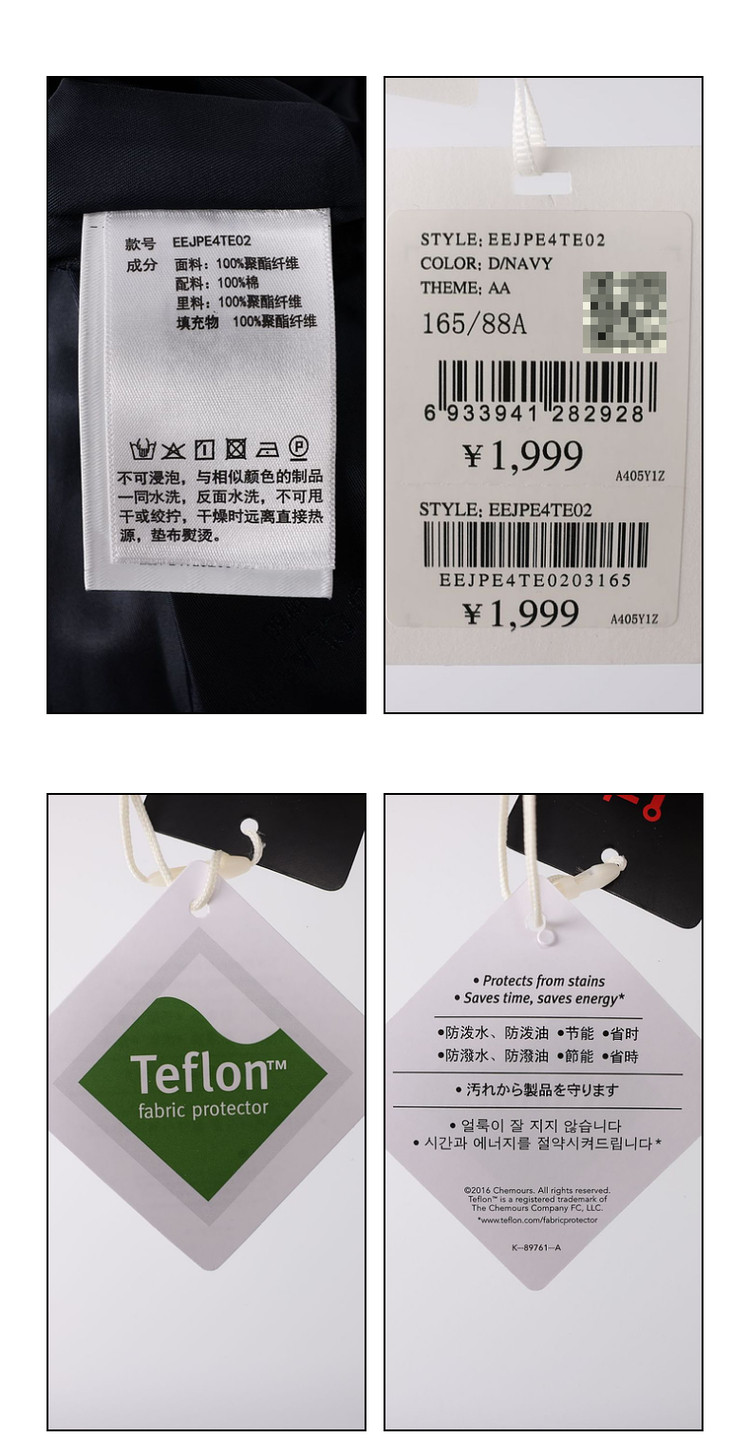 款号 EEJPE4TE02
成分 面料：100%聚酯纤维
配料：100%棉
里料：100%聚酯纤维
填充物 100%聚酯纤维
P
不可浸泡，与相似颜色的制品
一同水洗，反面水洗，不可甩
干或绞拧，干燥时远离直接热
源，垫布熨烫。
STYLE: EEJPE4TE02
COLOR: D/NAVY
THEME: AA
165/88A
6 933941 282928
¥1,999
A405Y1Z
STYLE: EEJPE4TE02
EEJPE4TE0203165
¥1,999
A405Y1Z
Teflon™
fabric protector
• Protects from stains
• Saves time, saves energy*
•防泼水、防泼油 •节能 •省时
•防潑水、防潑油 •節能 •省時
• 汚れから製品を守ります
• 얼룩이 잘 지지 않습니다
• 시간과 에너지를 절약시켜드립니다*
©2016 Chemours. All rights reserved.
Teflon™ is a registered trademark of
The Chemours Company FC, LLC.
*www.teflon.com/fabricprotector
K-89761-A